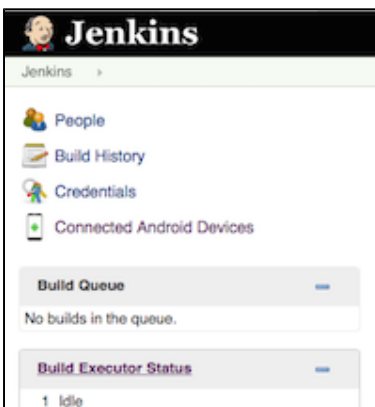 Jenkins
Jenkins
People
Build History
Credentials
Connected Android Devices
Build Queue
No builds in the queue.
Build Executor Status
1 Idle